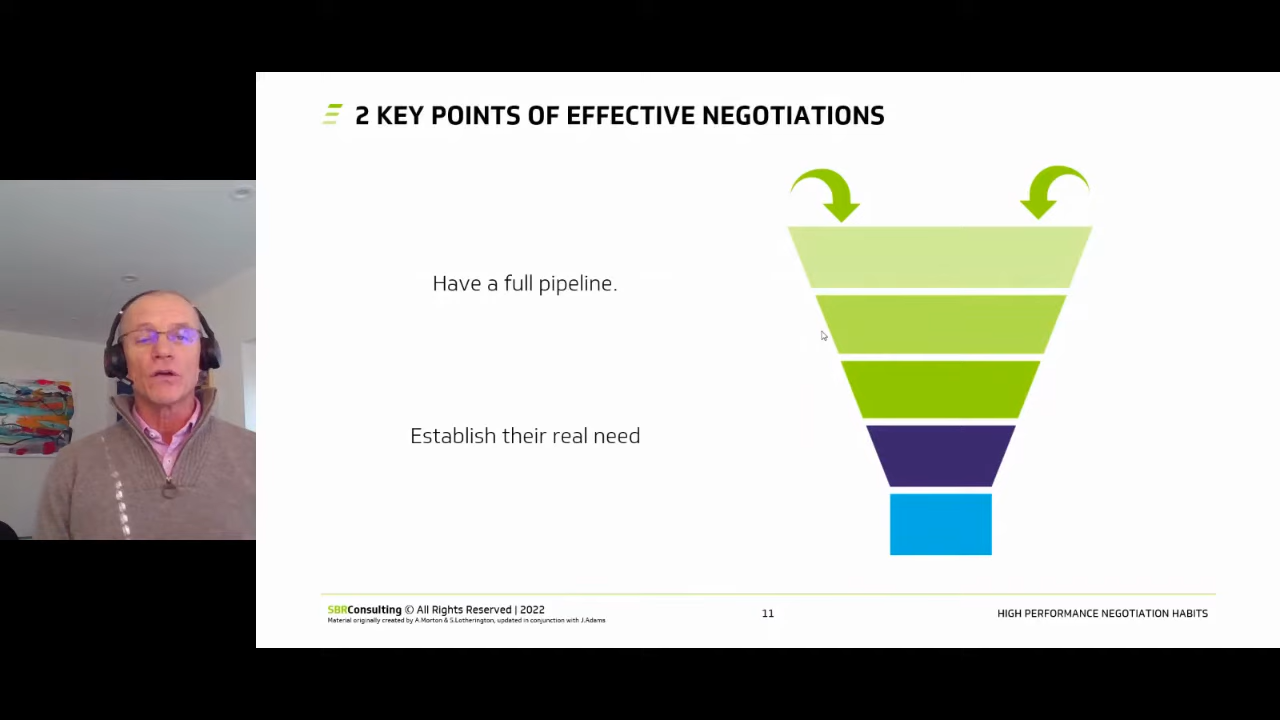 2 KEY POINTS OF EFFECTIVE NEGOTIATIONS
Have a full pipeline.
Establish their real need
SBRConsulting © All Rights Reserved | 2022
Material originally created by A.Morton & S.Lotherington, updated in conjunction with J.Adams
11
HIGH PERFORMANCE NEGOTIATION HABITS